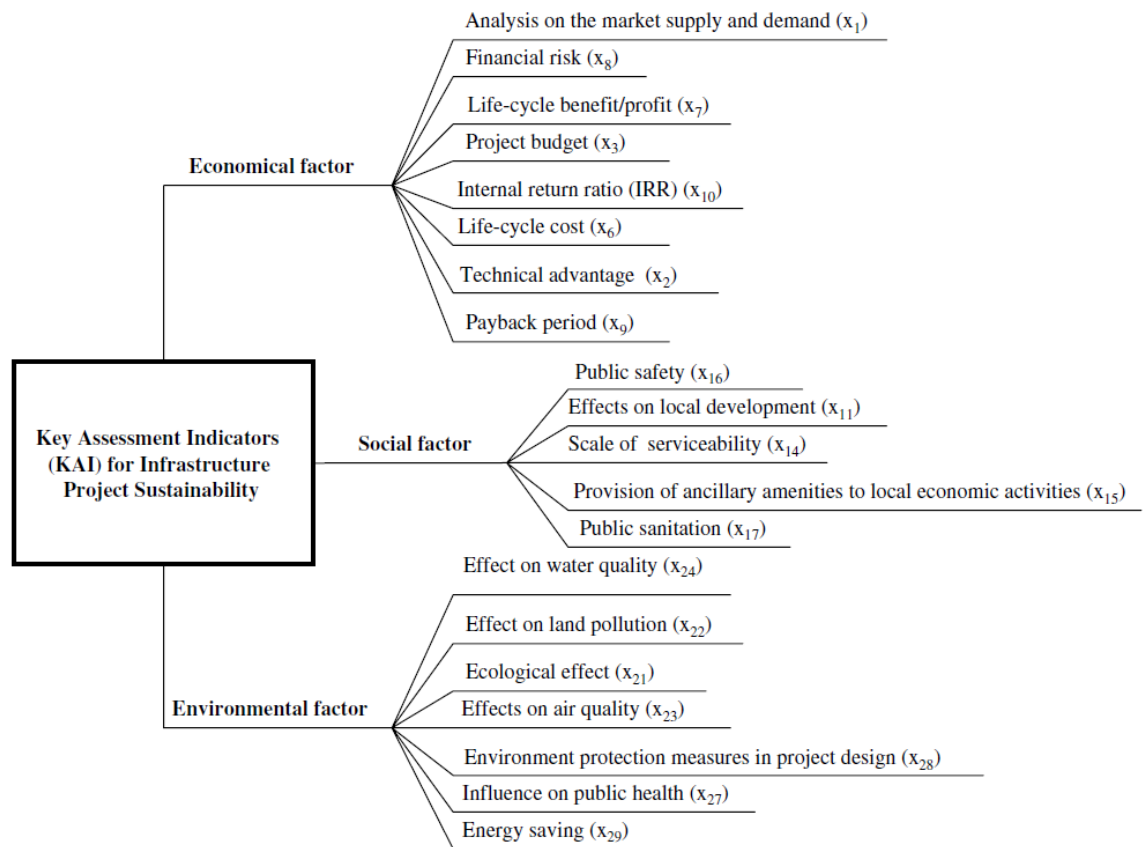 Analysis on the market supply and demand (x₁)
Financial risk (x₈)
Life-cycle benefit/profit (x₇)
Project budget (x₃)
Economical factor
Internal return ratio (IRR) (x₁₀)
Life-cycle cost (x₆)
Technical advantage (x₂)
Payback period (x₉)
Key Assessment Indicators
(KAI) for Infrastructure
Project Sustainability
Public safety (x₁₆)
Effects on local development (x₁₁)
Social factor
Scale of serviceability (x₁₄)
Provision of ancillary amenities to local economic activities (x₁₅)
Public sanitation (x₁₇)
Effect on water quality (x₂₄)
Effect on land pollution (x₂₂)
Ecological effect (x₂₁)
Environmental factor
Effects on air quality (x₂₃)
Environment protection measures in project design (x₂₈)
Influence on public health (x₂₇)
Energy saving (x₂₉)